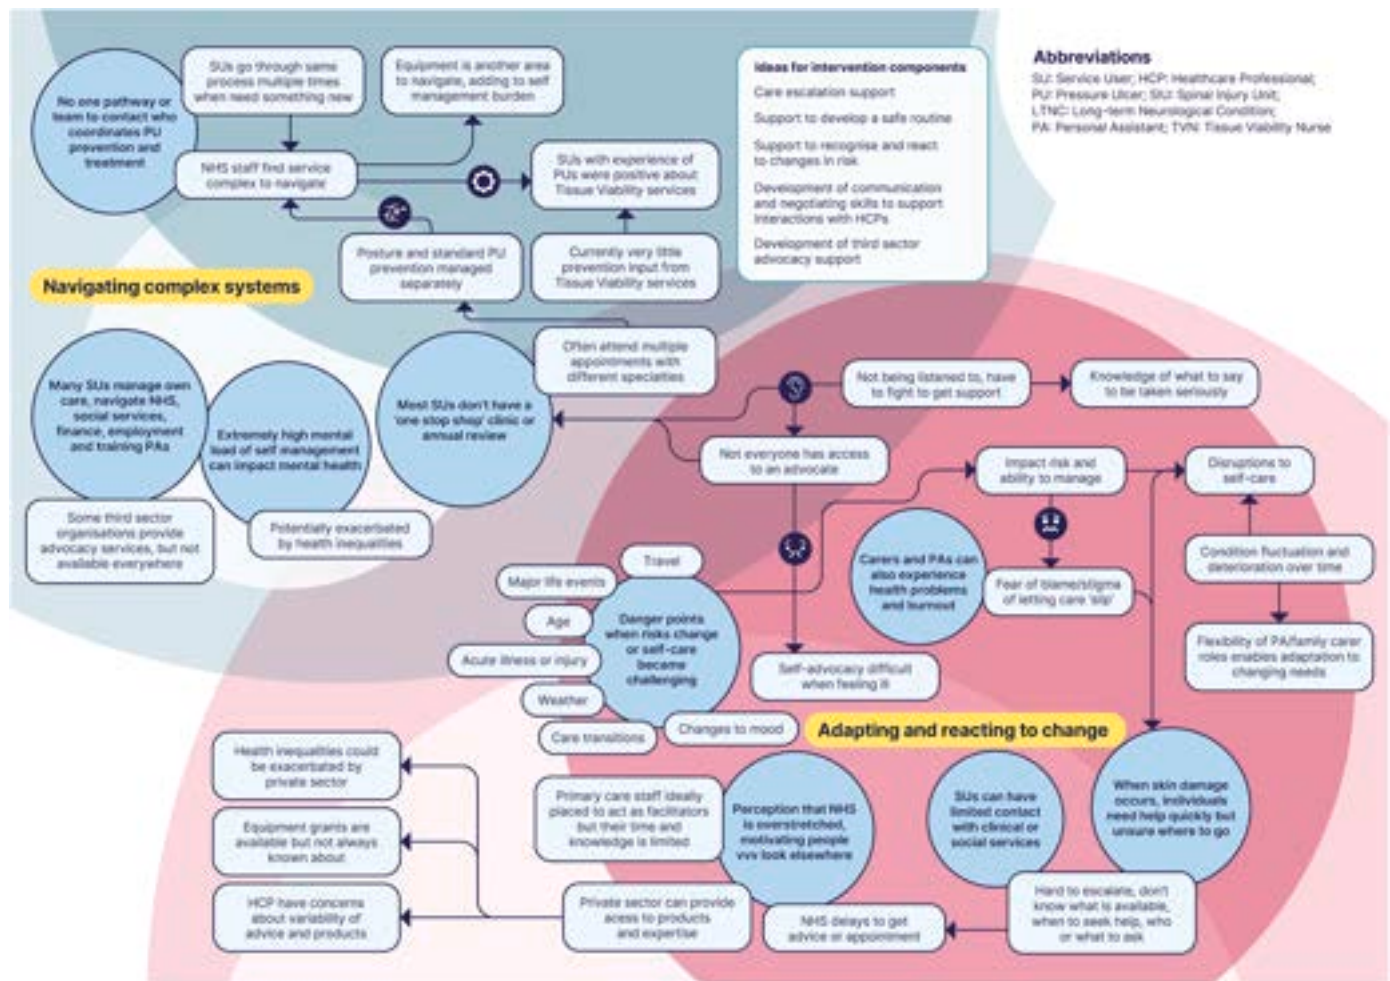 No one pathway or
team to contact who
coordinates PU
prevention and
treatment
SUs go through same
process multiple times
when need something new
Equipment is another area
to navigate, adding to self
management burden
NHS staff find service
complex to navigate
SUs with experience of
PUs were positive about
Tissue Viability services
Posture and standard PU
prevention managed
separately
Currently very little
prevention input from
Tissue Viability services
Ideas for intervention components
Care escalation support
Support to develop a safe routine
Support to recognise and react
to changes in risk
Development of communication
and negotiating skills to support
interactions with HCPs
Development of third sector
advocacy support
Abbreviations
SU: Service User; HCP: Healthcare Professional;
PU: Pressure Ulcer; SIU: Spinal Injury Unit;
LTNC: Long-term Neurological Condition;
PA: Personal Assistant; TVN: Tissue Viability Nurse
Navigating complex systems
Often attend multiple
appointments with
different specialties
Many SUs manage own
care, navigate NHS,
social services,
finance, employment
and training PAs
Extremely high mental
load of self management
can impact mental health
Most SUs don't have a
'one stop shop' clinic or
annual review
Some third sector
organisations provide
advocacy services, but not
available everywhere
Potentially exacerbated
by health inequalities
Not being listened to, have
to fight to get support
Knowledge of what to say
to be taken seriously
Not everyone has access
to an advocate
Impact risk and
ability to manage
Disruptions to
self-care
Carers and PAs can
also experience
health problems
and burnout
Fear of blame/stigma
of letting care 'slip'
Condition fluctuation and
deterioration over time
Flexibility of PA/family carer
roles enables adaptation to
changing needs
Travel
Major life events
Age
Acute illness or injury
Weather
Care transitions
Changes to mood
Danger points
when risks change
or self-care
became
challenging
Self-advocacy difficult
when feeling ill
Adapting and reacting to change
Health inequalities could
be exacerbated by
private sector
Equipment grants are
available but not always
known about
HCP have concerns
about variability of
advice and products
Primary care staff ideally
placed to act as facilitators
but their time and
knowledge is limited
Perception that NHS
is overstretched,
motivating people
vvv look elsewhere
SUs can have
limited contact
with clinical or
social services
When skin damage
occurs, individuals
need help quickly but
unsure where to go
Private sector can provide
acess to products
and expertise
NHS delays to get
advice or appointment
Hard to escalate, don't
know what is available,
when to seek help, who
or what to ask